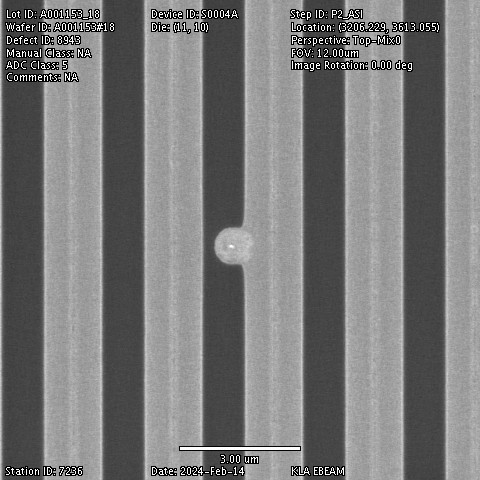 Lot ID: A001153_18
Device ID: S0004A
Step ID: P2_ASI
Wafer ID: A001153#18
Die: (11, 10)
Location: (3206.229, 3613.055)
Defect ID: 8943
Perspective: Top-Mix0
Manual Class: NA
FOV: 12.00um
ADC Class: 5
Image Rotation: 0.00 deg
Comments: NA
3.00 um
Station ID: 7236
Date: 2024-Feb-14
KLA EBEAM